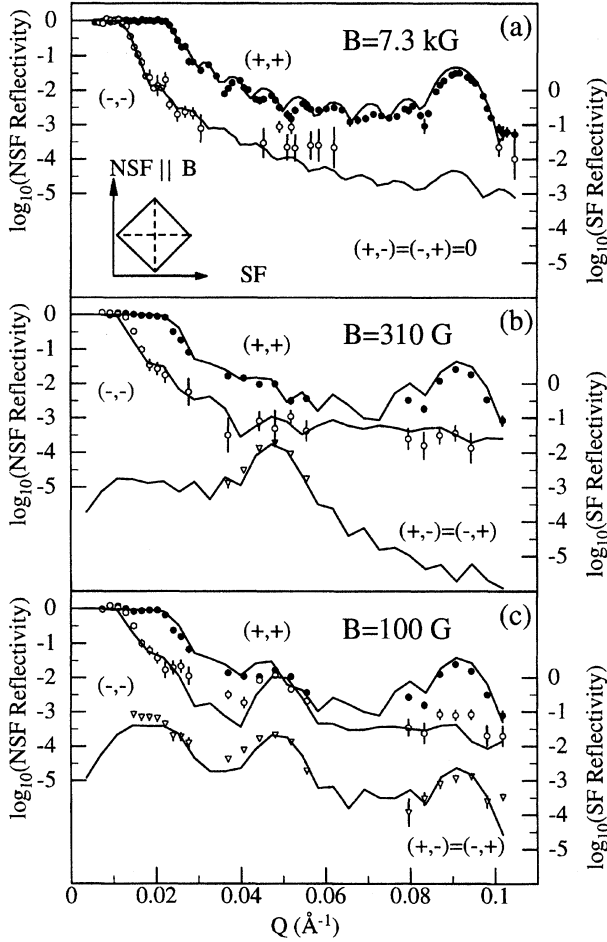 (a)
B=7.3 kG
(+,+)
(-,-)
(+,-)=(-,+)=0
NSF || B
SF
log₁₀(NSF Reflectivity)
0
-1
-2
-3
-4
-5
log₁₀(SF Reflectivity)
0
-1
-2
-3
-4
-5
(b)
B=310 G
(+,+)
(-,-)
(+,-)=(-,+)
log₁₀(NSF Reflectivity)
0
-1
-2
-3
-4
-5
log₁₀(SF Reflectivity)
0
-1
-2
-3
-4
-5
(c)
B=100 G
(+,+)
(-,-)
(+,-)=(-,+)
log₁₀(NSF Reflectivity)
0
-1
-2
-3
-4
-5
log₁₀(SF Reflectivity)
0
-1
-2
-3
-4
-5
0 0.02 0.04 0.06 0.08 0.1
Q (Å⁻¹)